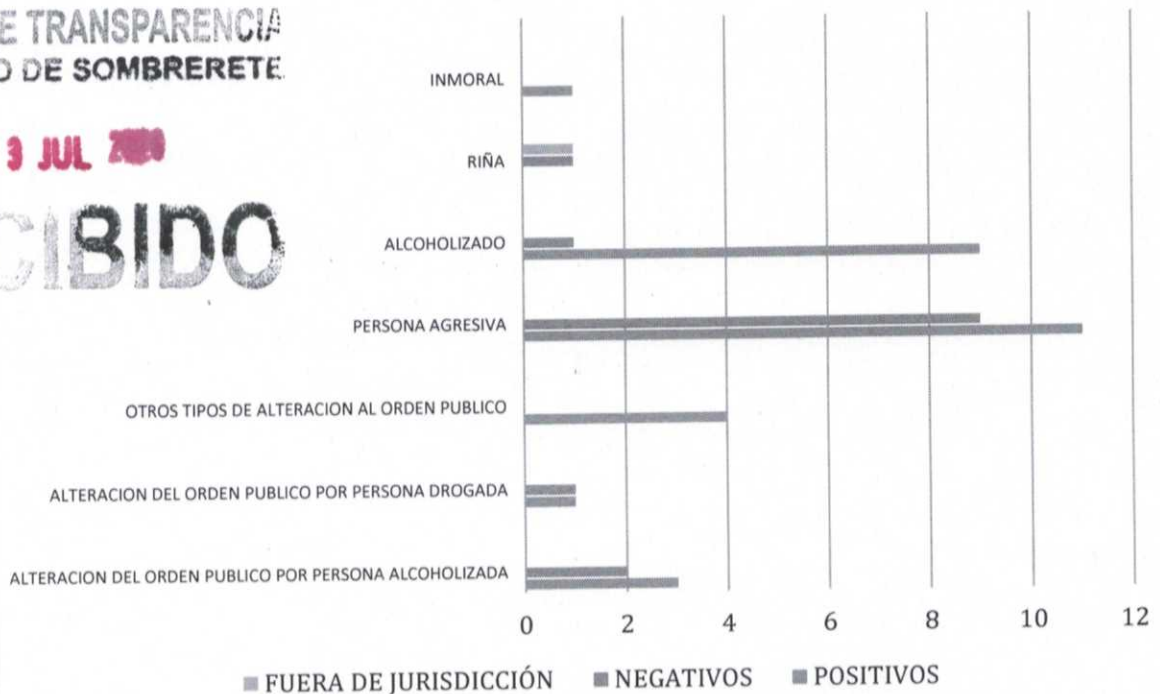 E TRANSPARENCIA
O DE SOMBRERETE
3 JUL
CIBIDO
INMORAL
RIÑA
ALCOHOLIZADO
PERSONA AGRESIVA
OTROS TIPOS DE ALTERACION AL ORDEN PUBLICO
ALTERACION DEL ORDEN PUBLICO POR PERSONA DROGADA
ALTERACION DEL ORDEN PUBLICO POR PERSONA ALCOHOLIZADA
0 2 4 6 8 10 12
FUERA DE JURISDICCIÓN NEGATIVOS POSITIVOS